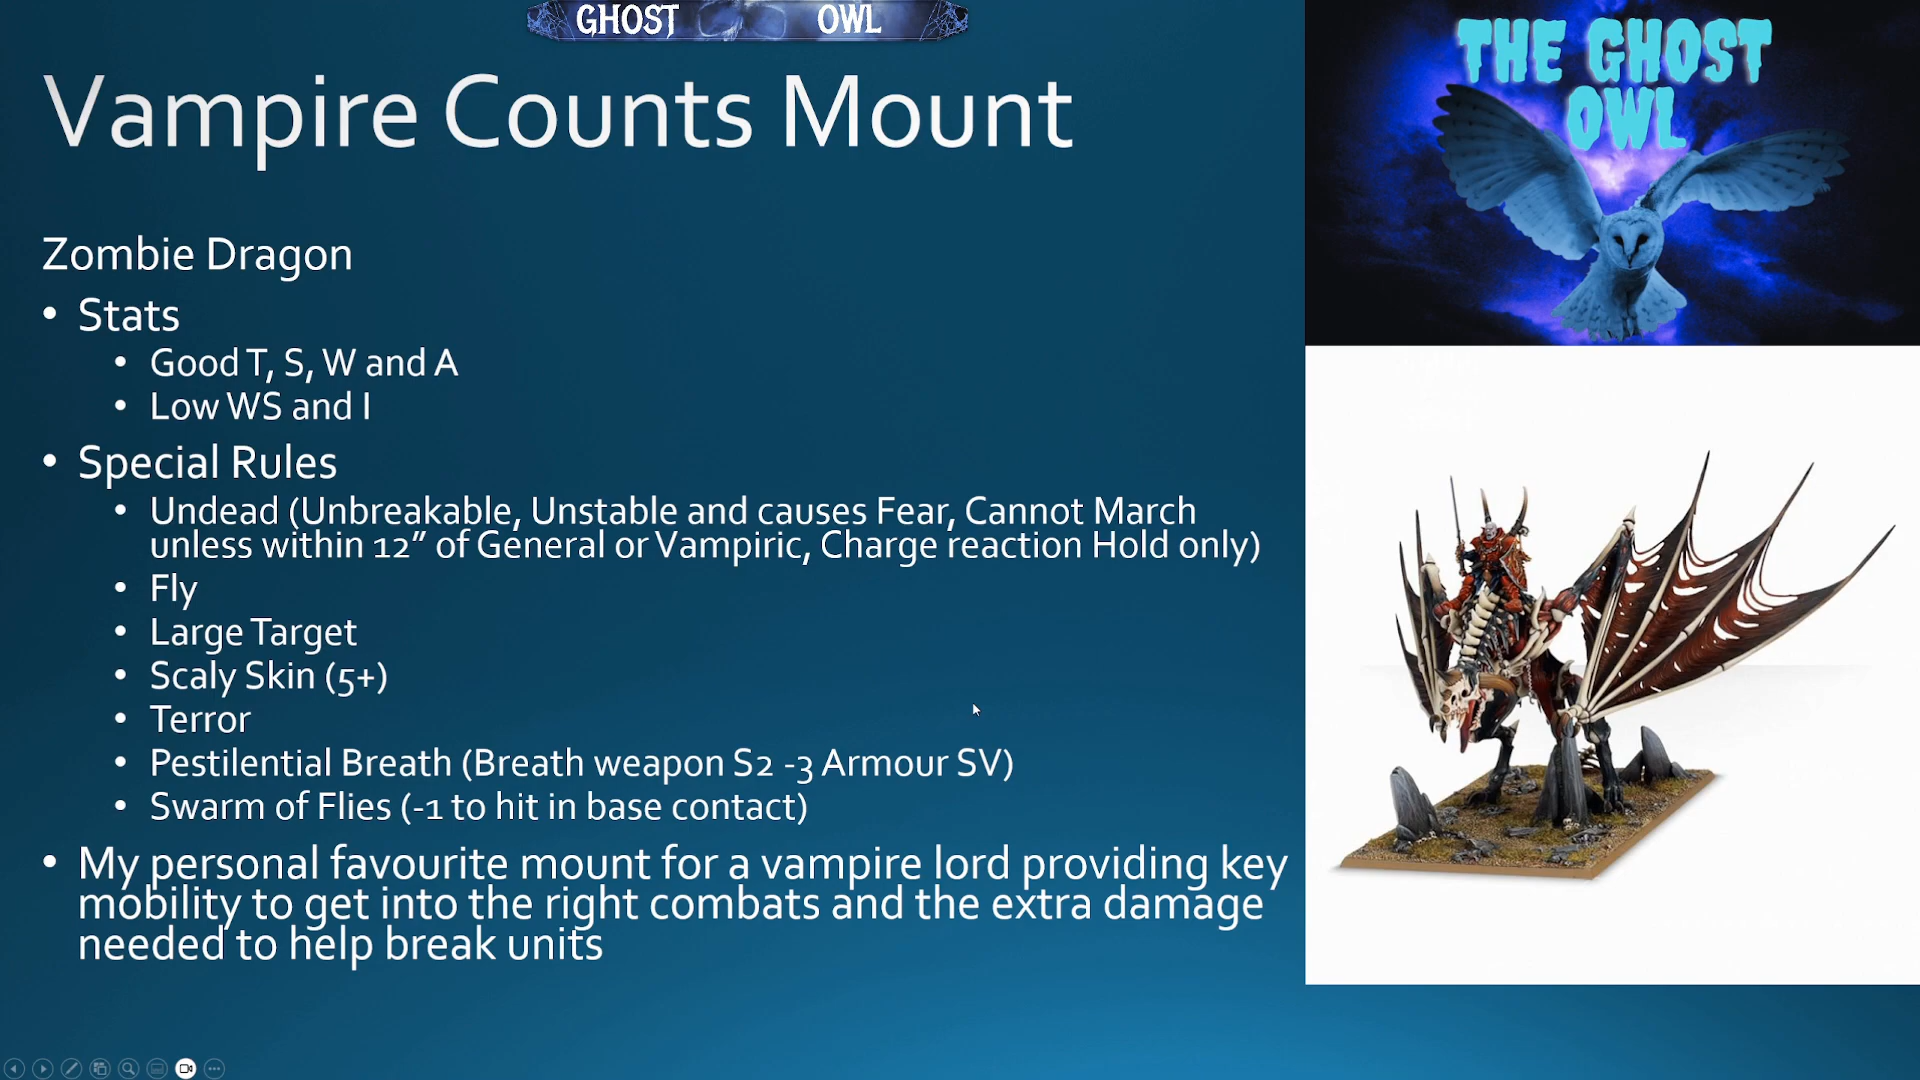 GHOST OWL
THE GHOST
OWL
Vampire Counts Mount
Zombie Dragon
• Stats
• Good T, S, W and A
• Low WS and I
• Special Rules
• Undead (Unbreakable, Unstable and causes Fear, Cannot March
unless within 12” of General or Vampiric, Charge reaction Hold only)
• Fly
• Large Target
• Scaly Skin (5+)
• Terror
• Pestilential Breath (Breath weapon S2 -3 Armour SV)
• Swarm of Flies (-1 to hit in base contact)
• My personal favourite mount for a vampire lord providing key
mobility to get into the right combats and the extra damage
needed to help break units